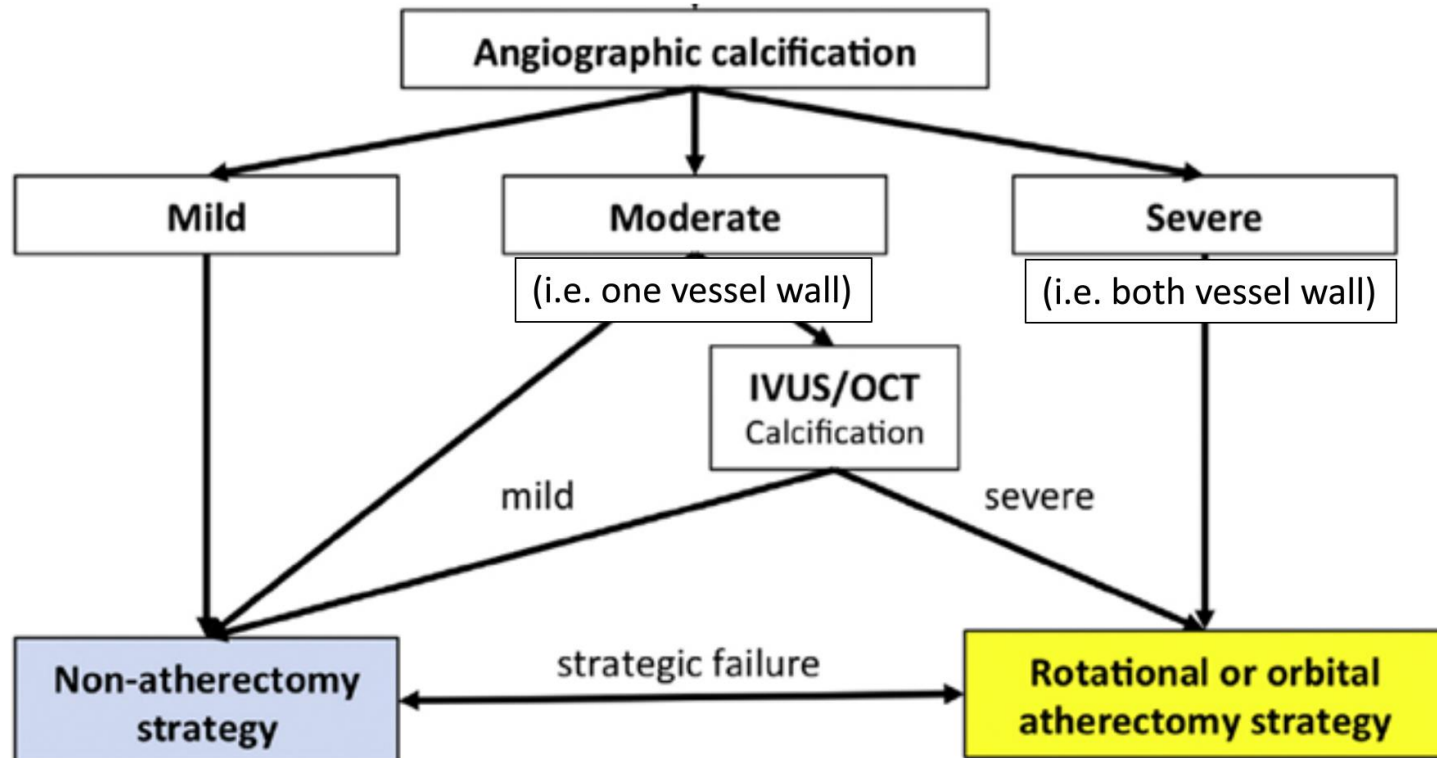 Angiographic calcification
Mild
Moderate
Severe
(i.e. one vessel wall)
(i.e. both vessel wall)
IVUS/OCT
Calcification
mild
severe
Non-atherectomy
strategy
strategic failure
Rotational or orbital
atherectomy strategy